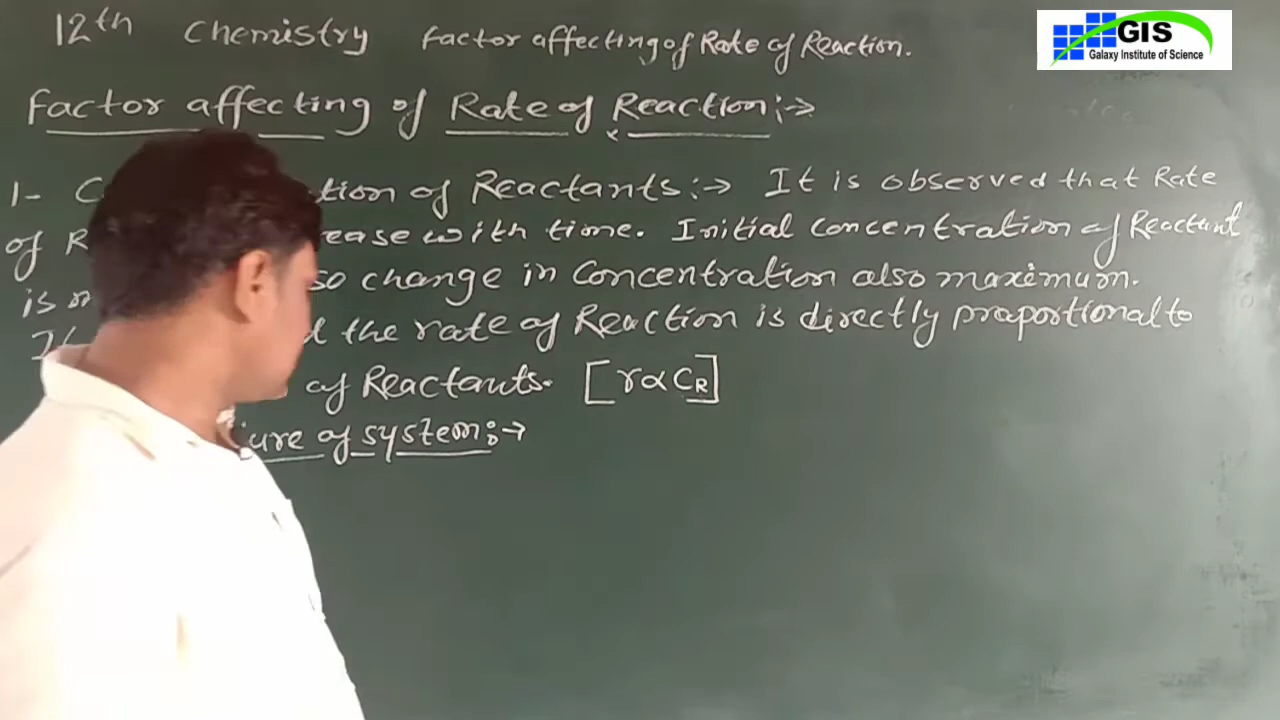 12th Chemistry Factor affecting of Rate of Reaction.
GIS
Galaxy Institute of Science
Factor affecting of Rate of Reaction :→
1- C tion of Reactants :→ It is observed that Rate
of R ease with time. Initial concentration of Reactant
is so change in Concentration also maximum.
the rate of Reaction is directly proportional to
of Reactants. [r∝C_R]
ure of system :→